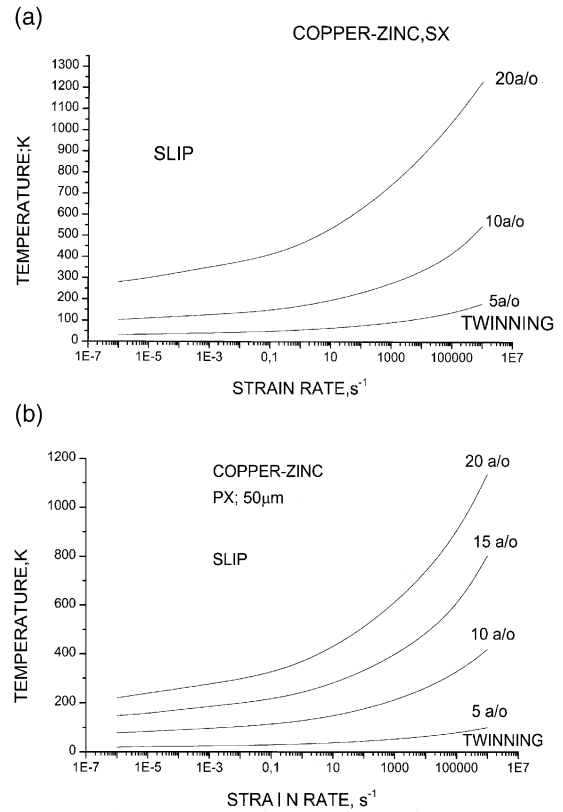 (a)
COPPER-ZINC,SX
1300
1200
1100
1000
900
800
700
600
500
400
300
200
100
0
TEMPERATURE;K
SLIP
20a/o
10a/o
5a/o
TWINNING
1E-7 1E-5 1E-3 0,1 10 1000 100000 1E7
STRAIN RATE,s⁻¹
(b)
1200
1000
800
600
400
200
0
TEMPERATURE,K
COPPER-ZINC
PX; 50μm
SLIP
20 a/o
15 a/o
10 a/o
5 a/o
TWINNING
1E-7 1E-5 1E-3 0,1 10 1000 100000 1E7
STRA I N RATE, s⁻¹